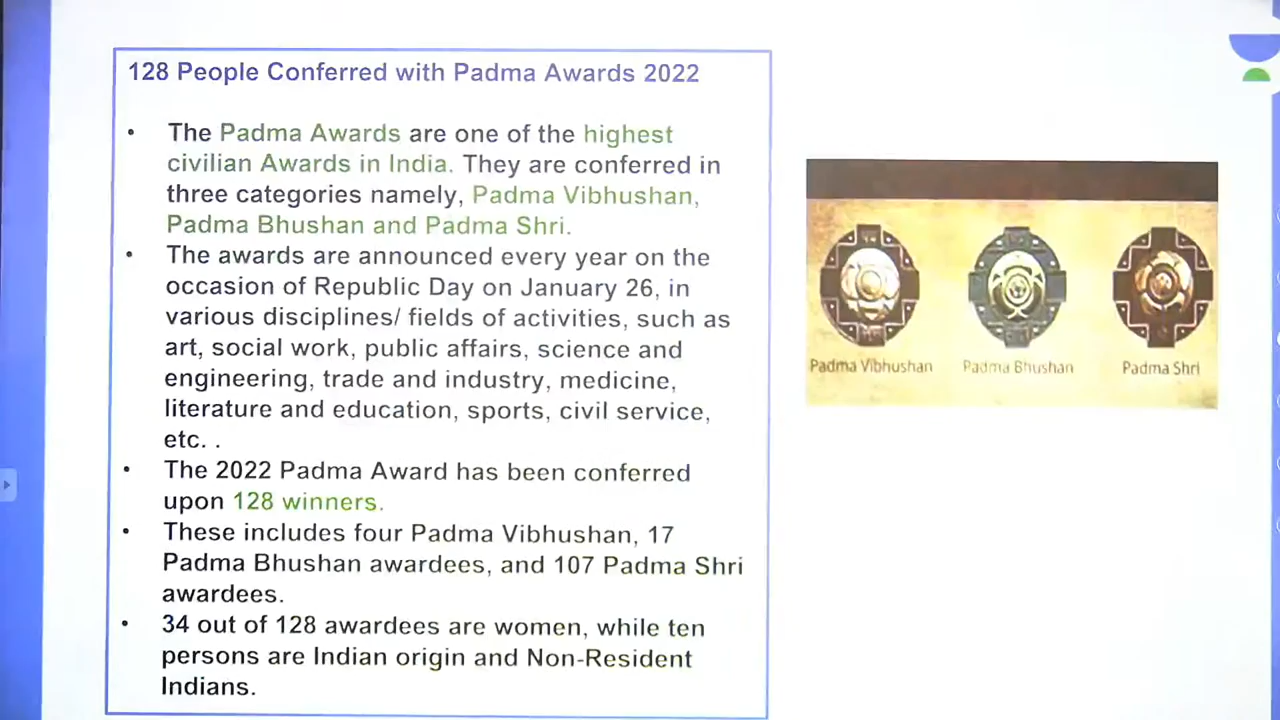 128 People Conferred with Padma Awards 2022
• The Padma Awards are one of the highest
civilian Awards in India. They are conferred in
three categories namely, Padma Vibhushan,
Padma Bhushan and Padma Shri.
• The awards are announced every year on the
occasion of Republic Day on January 26, in
various disciplines/ fields of activities, such as
art, social work, public affairs, science and
engineering, trade and industry, medicine,
literature and education, sports, civil service,
etc. .
• The 2022 Padma Award has been conferred
upon 128 winners.
• These includes four Padma Vibhushan, 17
Padma Bhushan awardees, and 107 Padma Shri
awardees.
• 34 out of 128 awardees are women, while ten
persons are Indian origin and Non-Resident
Indians.
Padma Vibhushan
Padma Bhushan
Padma Shri